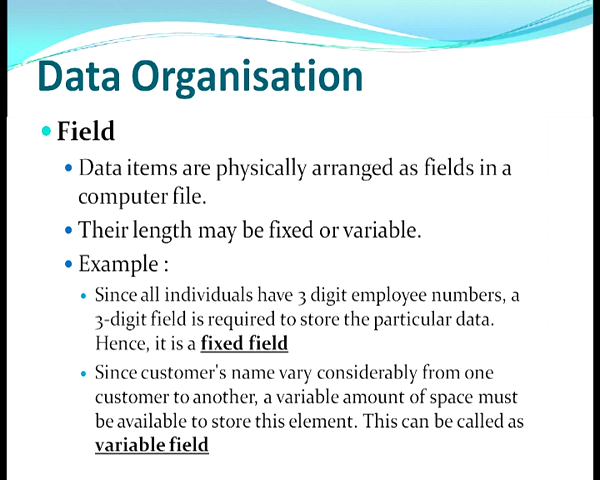 Data Organisation
Field
Data items are physically arranged as fields in a
computer file.
Their length may be fixed or variable.
Example :
Since all individuals have 3 digit employee numbers, a
3-digit field is required to store the particular data.
Hence, it is a fixed field
Since customer's name vary considerably from one
customer to another, a variable amount of space must
be available to store this element. This can be called as
variable field